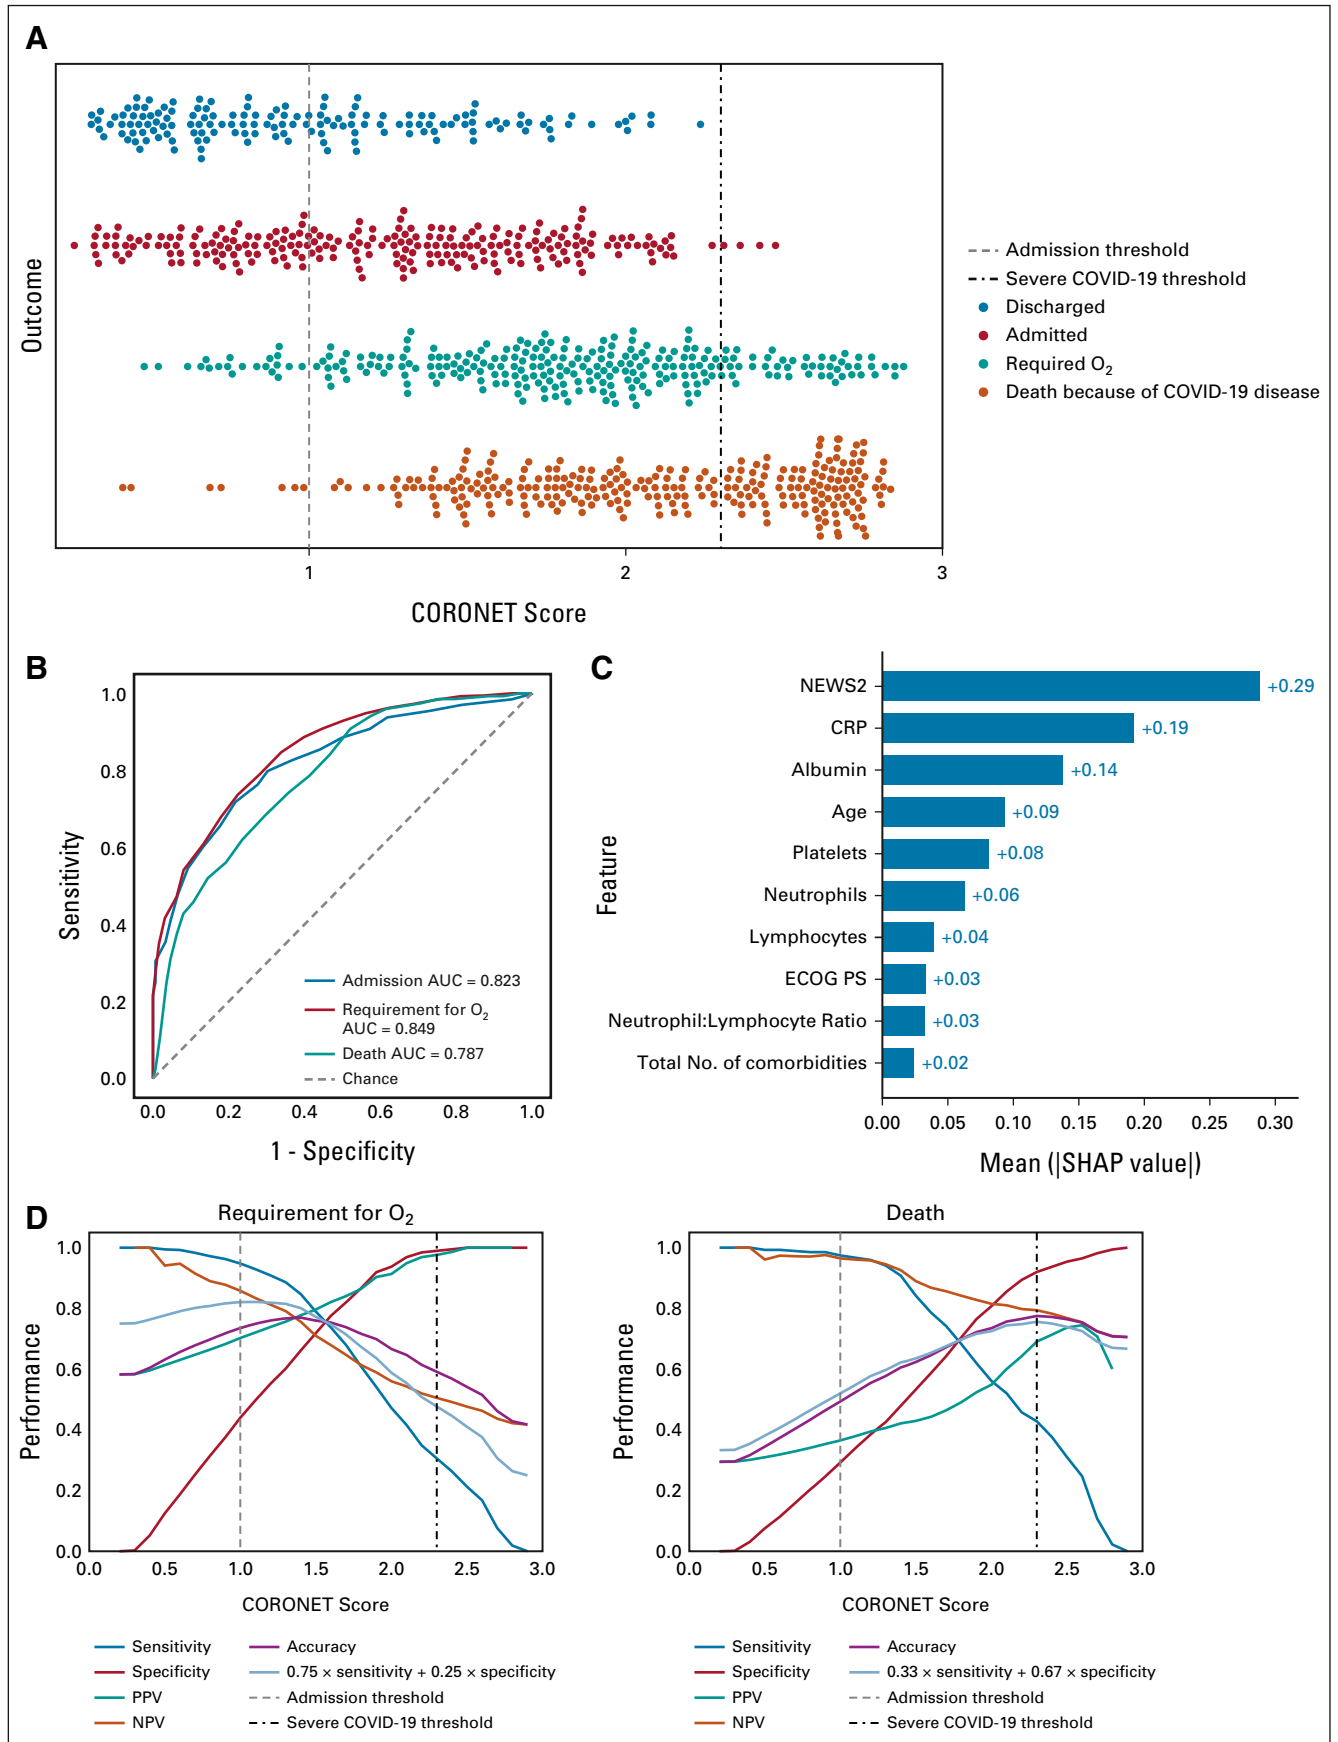 A
Outcome
1
2
3
CORONET Score
Admission threshold
Severe COVID-19 threshold
Discharged
Admitted
Required O2
Death because of COVID-19 disease
B
Sensitivity
1.0
0.8
0.6
0.4
0.2
0.0
Admission AUC = 0.823
Requirement for O2
AUC = 0.849
Death AUC = 0.787
Chance
0.0
0.2
0.4
0.6
0.8
1.0
1 - Specificity
C
Feature
NEWS2
+0.29
CRP
+0.19
Albumin
+0.14
Age
+0.09
Platelets
+0.08
Neutrophils
+0.06
Lymphocytes
+0.04
ECOG PS
+0.03
Neutrophil:Lymphocyte Ratio
+0.03
Total No. of comorbidities
+0.02
0.00
0.05
0.10
0.15
0.20
0.25
0.30
Mean (|SHAP value|)
D
Requirement for O2
Performance
1.0
0.8
0.6
0.4
0.2
0.0
0.0
0.5
1.0
1.5
2.0
2.5
3.0
CORONET Score
Sensitivity
Specificity
PPV
NPV
Accuracy
0.75 × sensitivity + 0.25 × specificity
Admission threshold
Severe COVID-19 threshold
Death
Performance
1.0
0.8
0.6
0.4
0.2
0.0
0.0
0.5
1.0
1.5
2.0
2.5
3.0
CORONET Score
Sensitivity
Specificity
PPV
NPV
Accuracy
0.33 × sensitivity + 0.67 × specificity
Admission threshold
Severe COVID-19 threshold